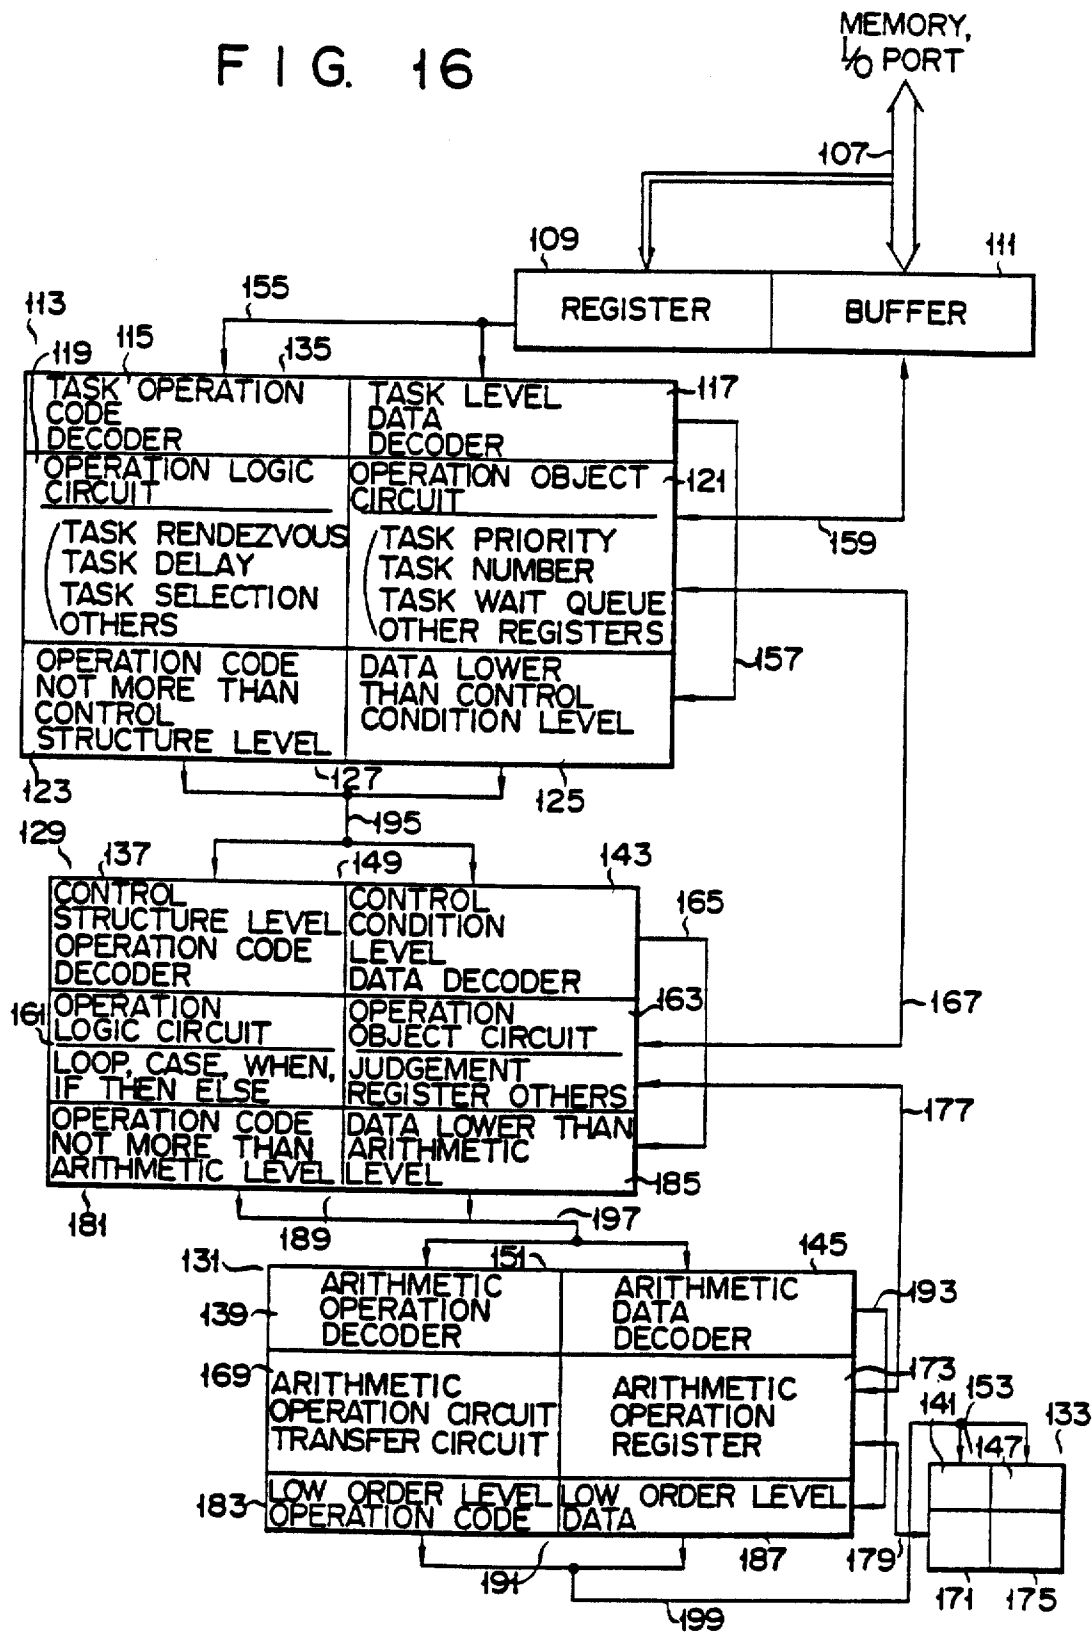 FIG. 16
MEMORY,
I/O PORT
107
109
111
REGISTER
BUFFER
155
113
119
115
135
117
TASK OPERATION
CODE
DECODER
TASK LEVEL
DATA
DECODER
OPERATION LOGIC
CIRCUIT
OPERATION OBJECT
CIRCUIT
121
159
TASK RENDEZVOUS
TASK DELAY
TASK SELECTION
OTHERS
TASK PRIORITY
TASK NUMBER
TASK WAIT QUEUE
OTHER REGISTERS
157
OPERATION CODE
NOT MORE THAN
CONTROL
STRUCTURE LEVEL
DATA LOWER
THAN CONTROL
CONDITION LEVEL
123
127
125
195
129
137
149
143
CONTROL
STRUCTURE LEVEL
OPERATION CODE
DECODER
CONTROL
CONDITION
LEVEL
DATA DECODER
165
161
OPERATION
LOGIC CIRCUIT
OPERATION
OBJECT CIRCUIT
163
167
LOOP, CASE, WHEN,
IF THEN ELSE
JUDGEMENT
REGISTER OTHERS
177
OPERATION CODE
NOT MORE THAN
ARITHMETIC LEVEL
DATA LOWER THAN
ARITHMETIC
LEVEL
185
181
189
197
131
151
145
139
ARITHMETIC
OPERATION
DECODER
ARITHMETIC
DATA
DECODER
193
169
ARITHMETIC
OPERATION CIRCUIT
TRANSFER CIRCUIT
ARITHMETIC
OPERATION
REGISTER
173
141
153
133
147
183
LOW ORDER LEVEL
OPERATION CODE
LOW ORDER LEVEL
DATA
191
187
179
171
175
199